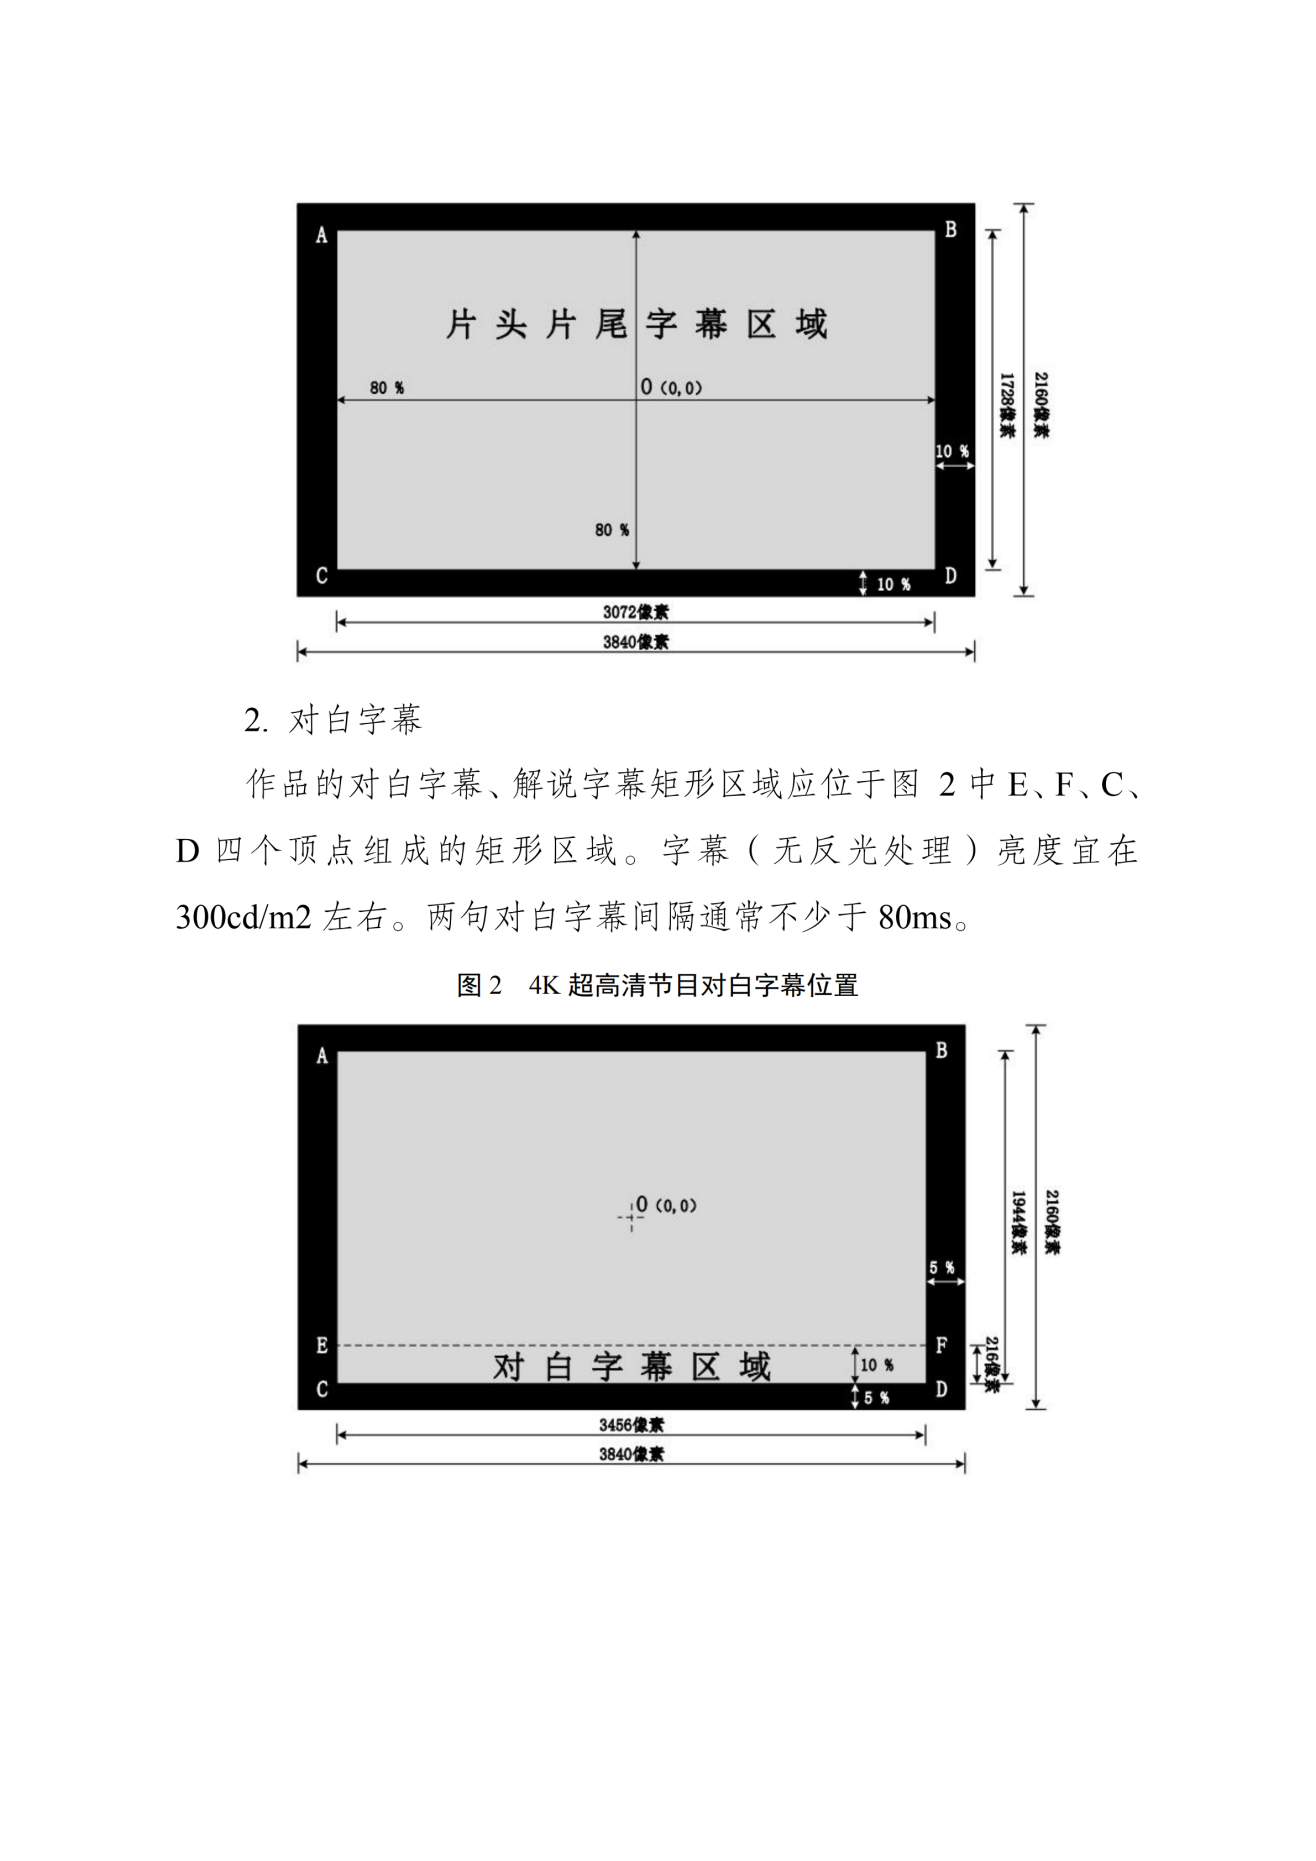 A
B
片头片尾字幕区域
80 %
O (0,0)
10 %
80 %
C
D
10 %
1728像素
2160像素
3072像素
3840像素
2. 对白字幕
作品的对白字幕、解说字幕矩形区域应位于图 2 中 E、F、C、
D 四个顶点组成的矩形区域。字幕（无反光处理）亮度宜在
300cd/m2 左右。两句对白字幕间隔通常不少于 80ms。
图 2 4K 超高清节目对白字幕位置
A
B
O (0,0)
5 %
E
F
对白字幕区域
10 %
C
D
5 %
216像素
1944像素
2160像素
3456像素
3840像素